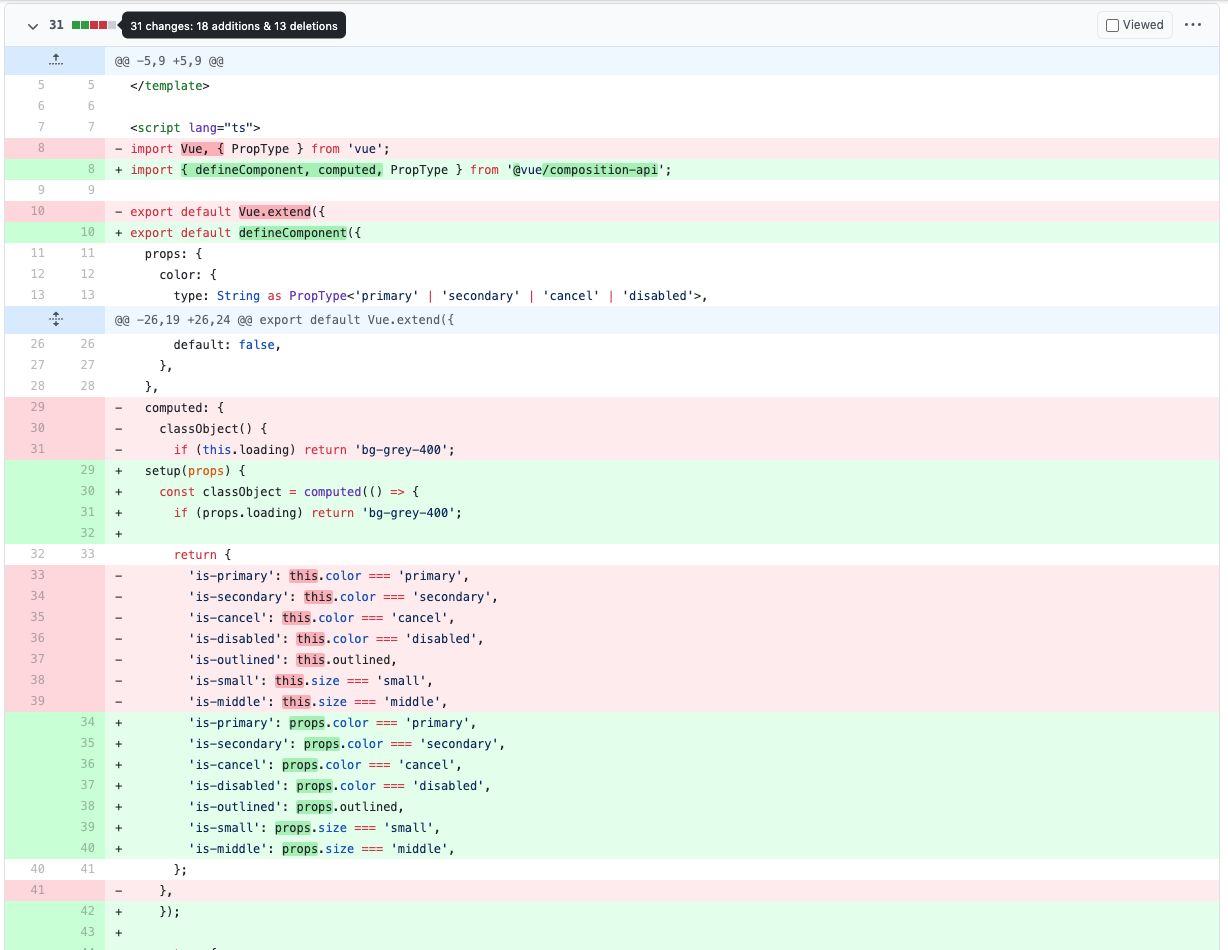 31 31 changes: 18 additions & 13 deletions Viewed
@@ -5,9 +5,9 @@
5 5 </template>
6 6
7 7 <script lang="ts">
8 - import Vue, { PropType } from 'vue';
8 + import { defineComponent, computed, PropType } from '@vue/composition-api';
9 9
10 - export default Vue.extend({
10 + export default defineComponent({
11 11 props: {
12 12 color: {
13 13 type: String as PropType<'primary' | 'secondary' | 'cancel' | 'disabled'>,
@@ -26,19 +26,24 @@ export default Vue.extend({
26 26 default: false,
27 27 },
28 28 },
29 - computed: {
30 - classObject() {
31 - if (this.loading) return 'bg-grey-400';
29 + setup(props) {
30 + const classObject = computed(() => {
31 + if (props.loading) return 'bg-grey-400';
32 +
32 33 return {
33 - 'is-primary': this.color === 'primary',
34 - 'is-secondary': this.color === 'secondary',
35 - 'is-cancel': this.color === 'cancel',
36 - 'is-disabled': this.color === 'disabled',
37 - 'is-outlined': this.outlined,
38 - 'is-small': this.size === 'small',
39 - 'is-middle': this.size === 'middle',
34 + 'is-primary': props.color === 'primary',
35 + 'is-secondary': props.color === 'secondary',
36 + 'is-cancel': props.color === 'cancel',
37 + 'is-disabled': props.color === 'disabled',
38 + 'is-outlined': props.outlined,
39 + 'is-small': props.size === 'small',
40 + 'is-middle': props.size === 'middle',
40 41 };
41 - },
42 + });
43 +